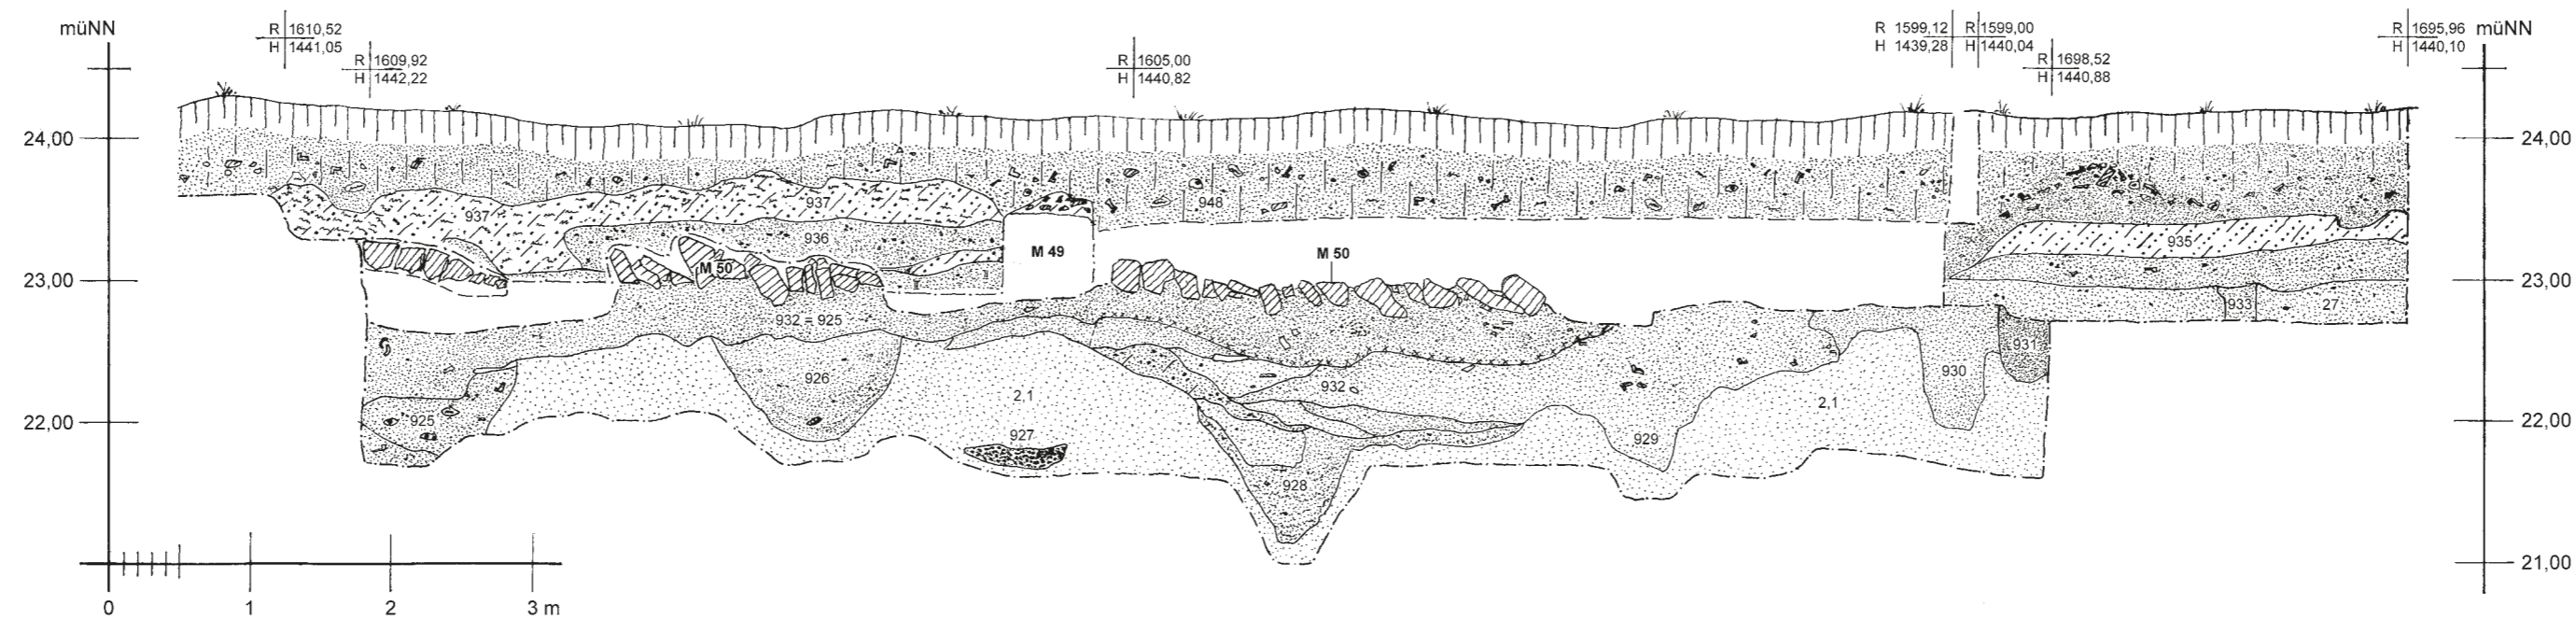 müNN
R 1610,52
H 1441,05
R 1609,92
H 1442,22
R 1605,00
H 1440,82
R 1599,12
H 1439,28
R 1599,00
H 1440,04
R 1698,52
H 1440,88
R 1695,96
H 1440,10
müNN
24,00
24,00
937
937
948
936
M 49
M 50
M 50
935
23,00
23,00
933
27
932 = 925
931
926
932
930
2,1
2,1
925
22,00
22,00
927
929
928
21,00
0
1
2
3 m